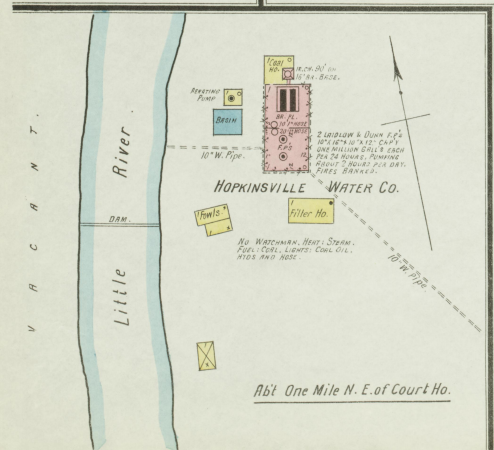 Coal
Ho.
Aerating
Pump
Basin
10" W. Pipe.
Br. Pl.
F.P's
2 Laidlow & Dunn F.P's
10"x16"x10"x12" Cap'y
One Million Gal's Each
Per 24 Hours. Pumping
About 7 Hours Per Day.
Fires Banked.
Hopkinsville Water Co.
Fowls
Filter Ho.
No Watchman, Heat: Steam.
Fuel: Coal, Lights: Coal Oil.
Hyds and Hose.
10" W. Pipe.
Vacant.
Little River.
Dam.
Ab't One Mile N.E. of Court Ho.